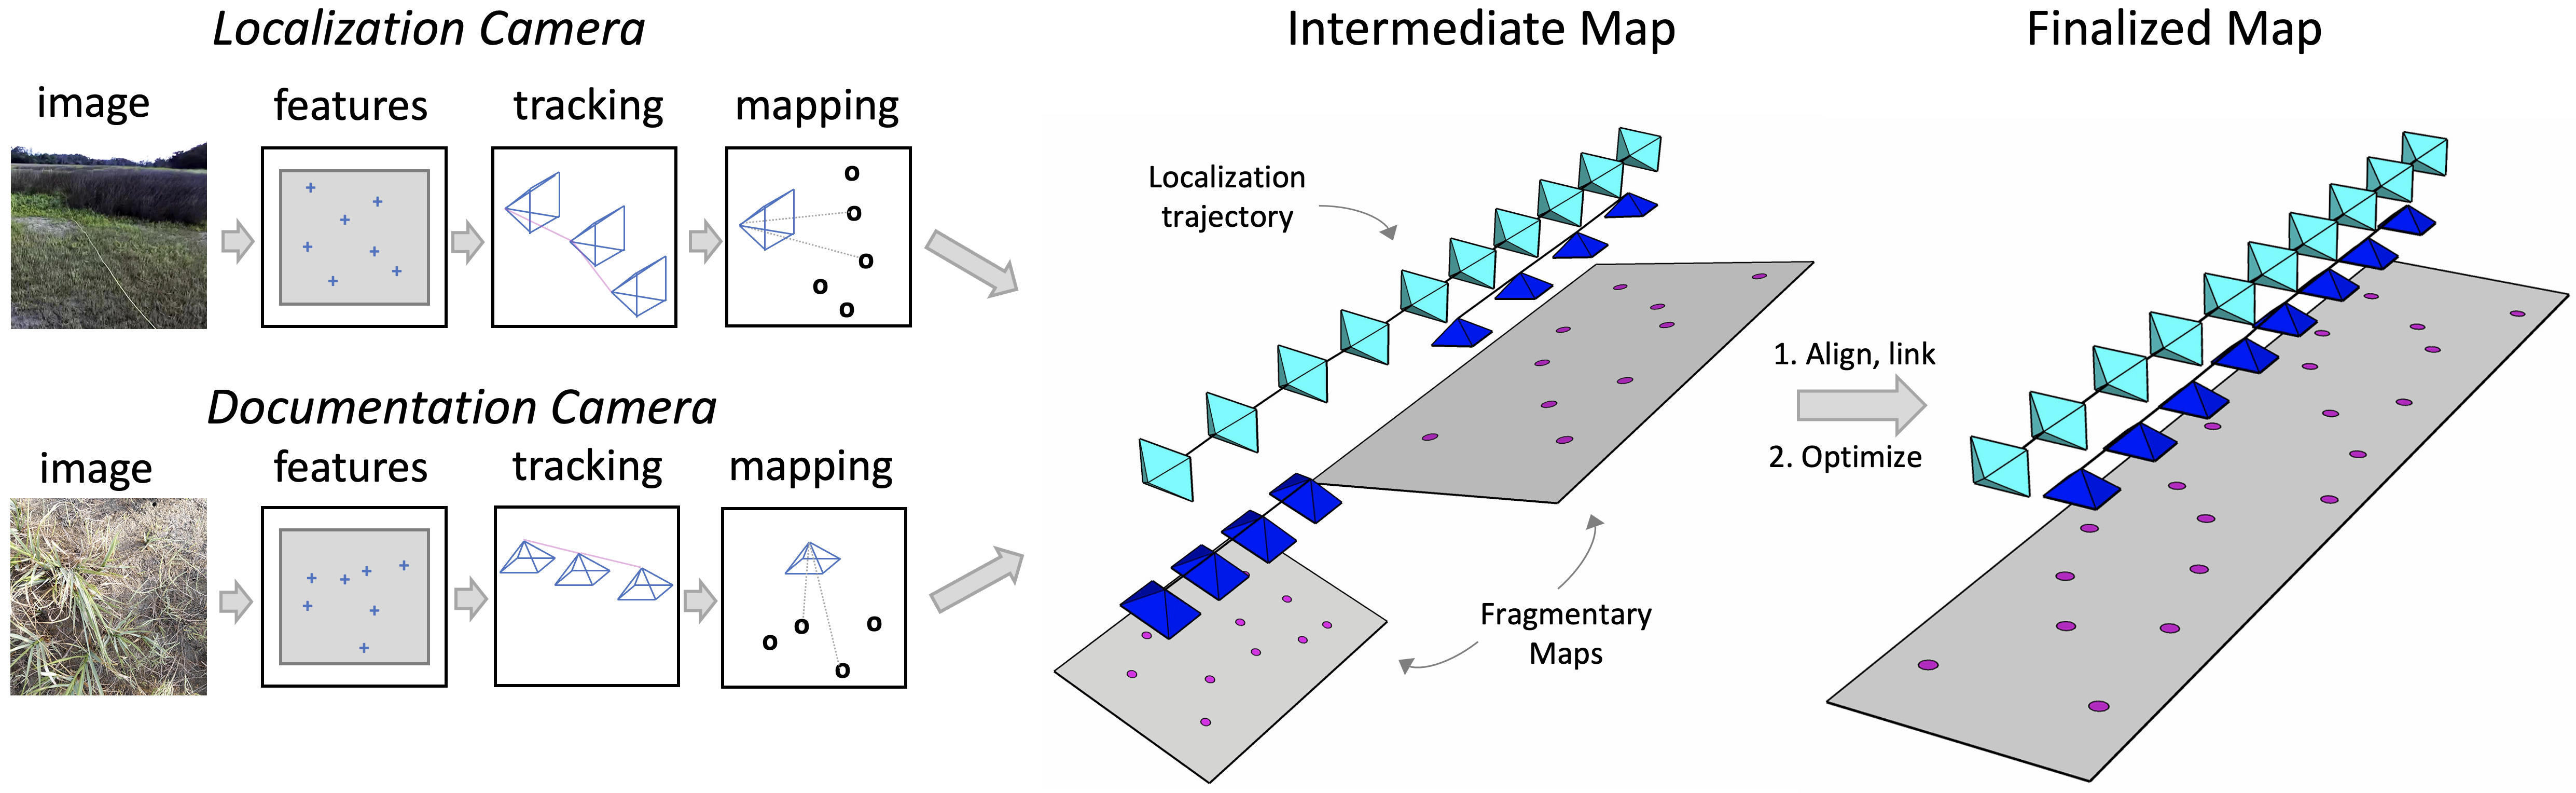 Localization Camera
image
features
tracking
mapping
Documentation Camera
image
features
tracking
mapping
Intermediate Map
Localization
trajectory
Fragmentary
Maps
1. Align, link
2. Optimize
Finalized Map